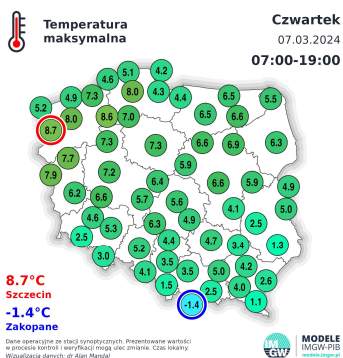 Temperatura
maksymalna
Czwartek
07.03.2024
07:00-19:00
4.6 5.1 4.2
5.2 4.9 7.3 8.0 4.3 4.4 6.5 5.5
8.7 8.0 8.6 7.0 6.5 6.6
7.3 7.3 6.6 6.9 6.3
7.7 5.9
7.9 7.2 6.4 6.6 5.9 4.9
6.2 6.6 5.7 5.6 4.1 5.0
4.6 5.3 6.3 4.9 2.5
2.5 4.4 4.7 3.4 1.3
3.0 5.2 3.5 4.2
4.1 3.5 5.0 2.6
1.5 2.5 4.0
-1.4 1.1
8.7°C
Szczecin
-1.4°C
Zakopane
Dane operacyjne ze stacji synoptycznych. Prezentowane wartości
w procesie kontroli i weryfikacji mogą ulec zmianie. Czas lokalny.
Wizualizacja danych: dr Alan Mandal
IM
GW
MODELE
IMGW-PIB
modele.imgw.pl